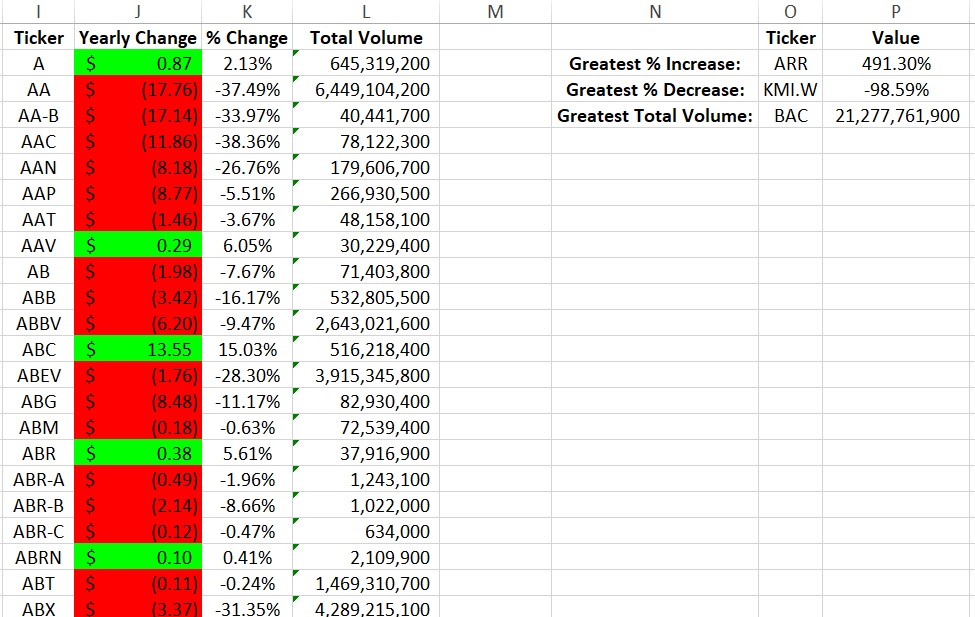 I J K L M N O P
Ticker Yearly Change % Change Total Volume Ticker Value
A $ 0.87 2.13% 645,319,200 Greatest % Increase: ARR 491.30%
AA $ (17.76) -37.49% 6,449,104,200 Greatest % Decrease: KMI.W -98.59%
AA-B $ (17.14) -33.97% 40,441,700 Greatest Total Volume: BAC 21,277,761,900
AAC $ (11.86) -38.36% 78,122,300
AAN $ (8.18) -26.76% 179,606,700
AAP $ (8.77) -5.51% 266,930,500
AAT $ (1.46) -3.67% 48,158,100
AAV $ 0.29 6.05% 30,229,400
AB $ (1.98) -7.67% 71,403,800
ABB $ (3.42) -16.17% 532,805,500
ABBV $ (6.20) -9.47% 2,643,021,600
ABC $ 13.55 15.03% 516,218,400
ABEV $ (1.76) -28.30% 3,915,345,800
ABG $ (8.48) -11.17% 82,930,400
ABM $ (0.18) -0.63% 72,539,400
ABR $ 0.38 5.61% 37,916,900
ABR-A $ (0.49) -1.96% 1,243,100
ABR-B $ (2.14) -8.66% 1,022,000
ABR-C $ (0.12) -0.47% 634,000
ABRN $ 0.10 0.41% 2,109,900
ABT $ (0.11) -0.24% 1,469,310,700
ABX $ (3.37) -31.35% 4,289,215,100